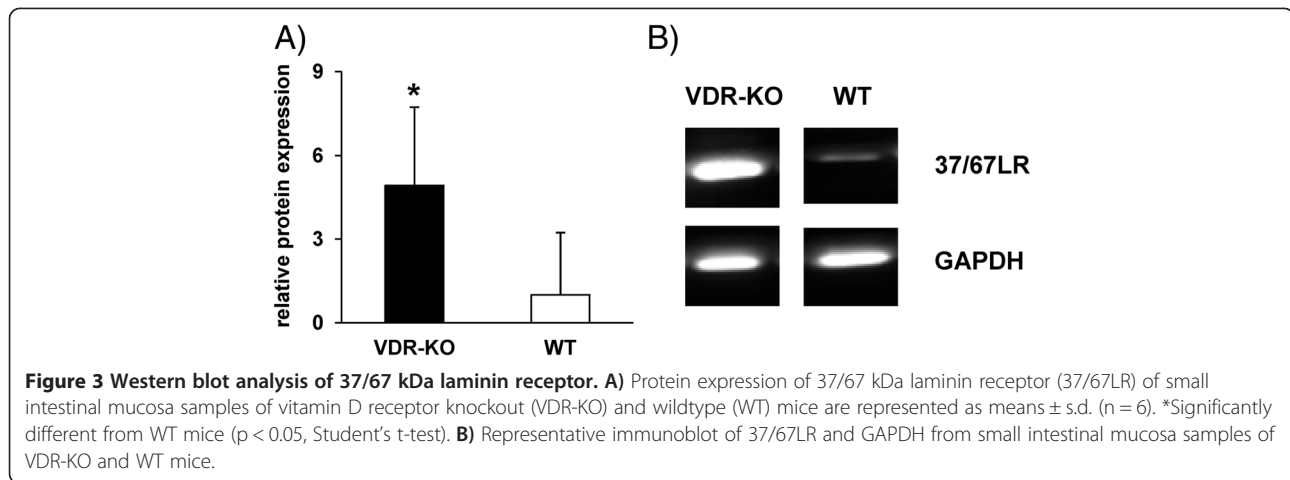 A)
B)
9
6
3
0
relative protein expression
*
VDR-KO
WT
VDR-KO WT
37/67LR
GAPDH
Figure 3 Western blot analysis of 37/67 kDa laminin receptor. A) Protein expression of 37/67 kDa laminin receptor (37/67LR) of small
intestinal mucosa samples of vitamin D receptor knockout (VDR-KO) and wildtype (WT) mice are represented as means ± s.d. (n = 6). *Significantly
different from WT mice (p < 0.05, Student's t-test). B) Representative immunoblot of 37/67LR and GAPDH from small intestinal mucosa samples of
VDR-KO and WT mice.